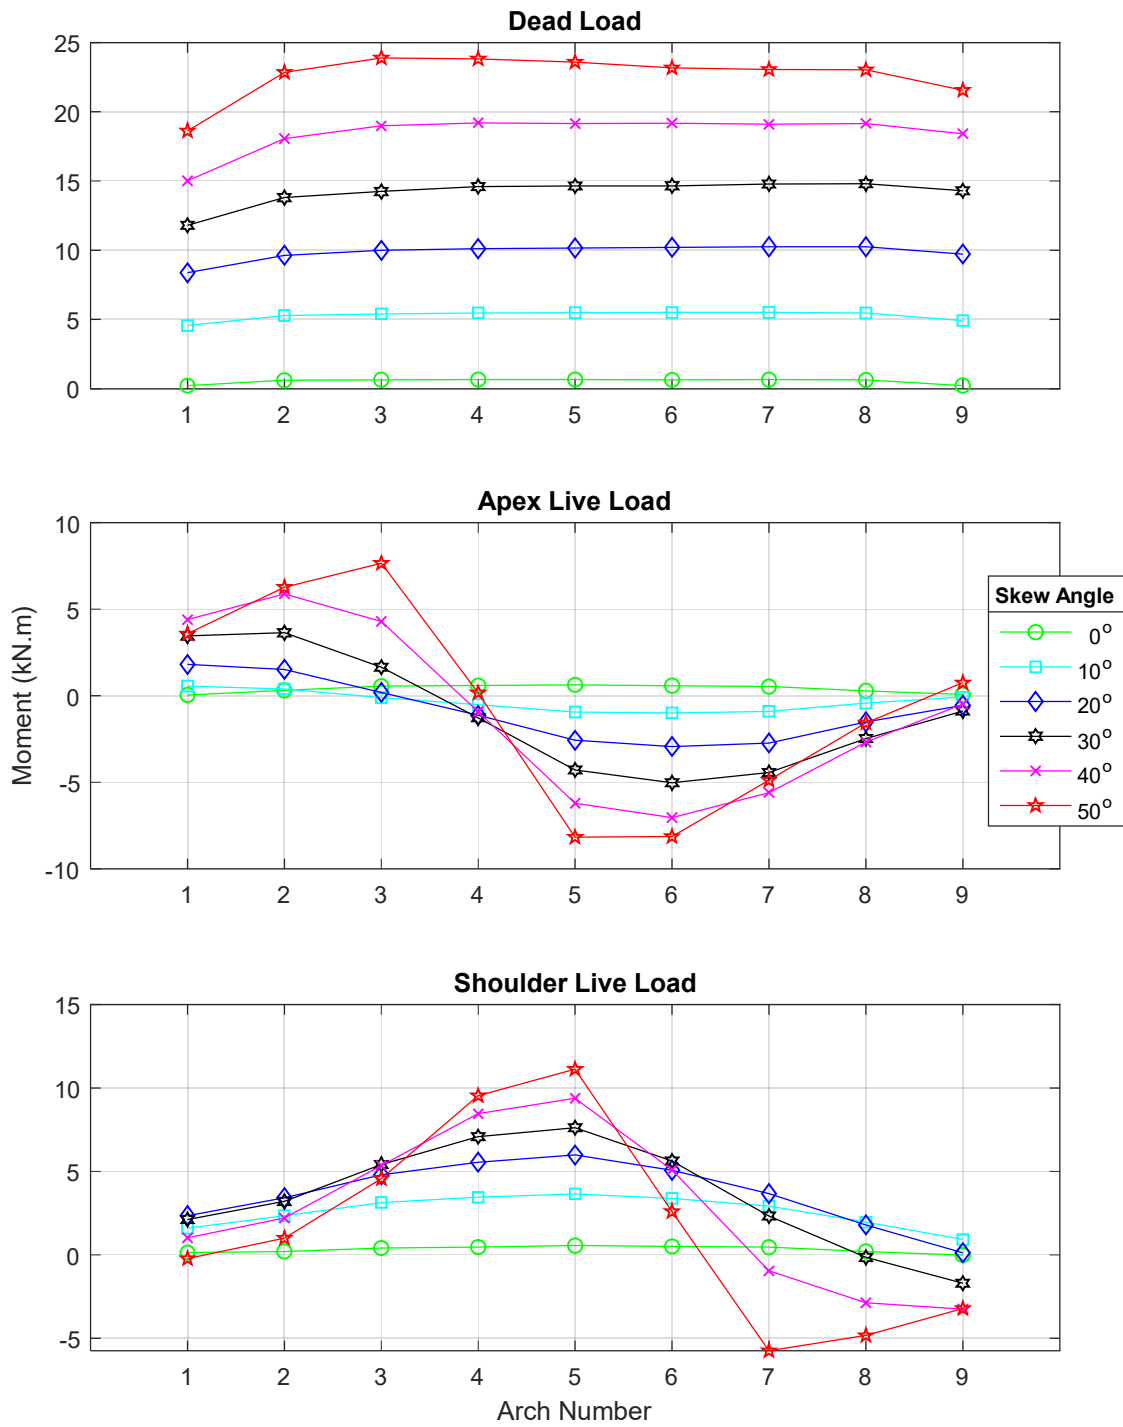 Dead Load
25
20
15
10
5
0
1 2 3 4 5 6 7 8 9
Apex Live Load
10
5
0
-5
-10
1 2 3 4 5 6 7 8 9
Moment (kN.m)
Skew Angle
0°
10°
20°
30°
40°
50°
Shoulder Live Load
15
10
5
0
-5
1 2 3 4 5 6 7 8 9
Arch Number